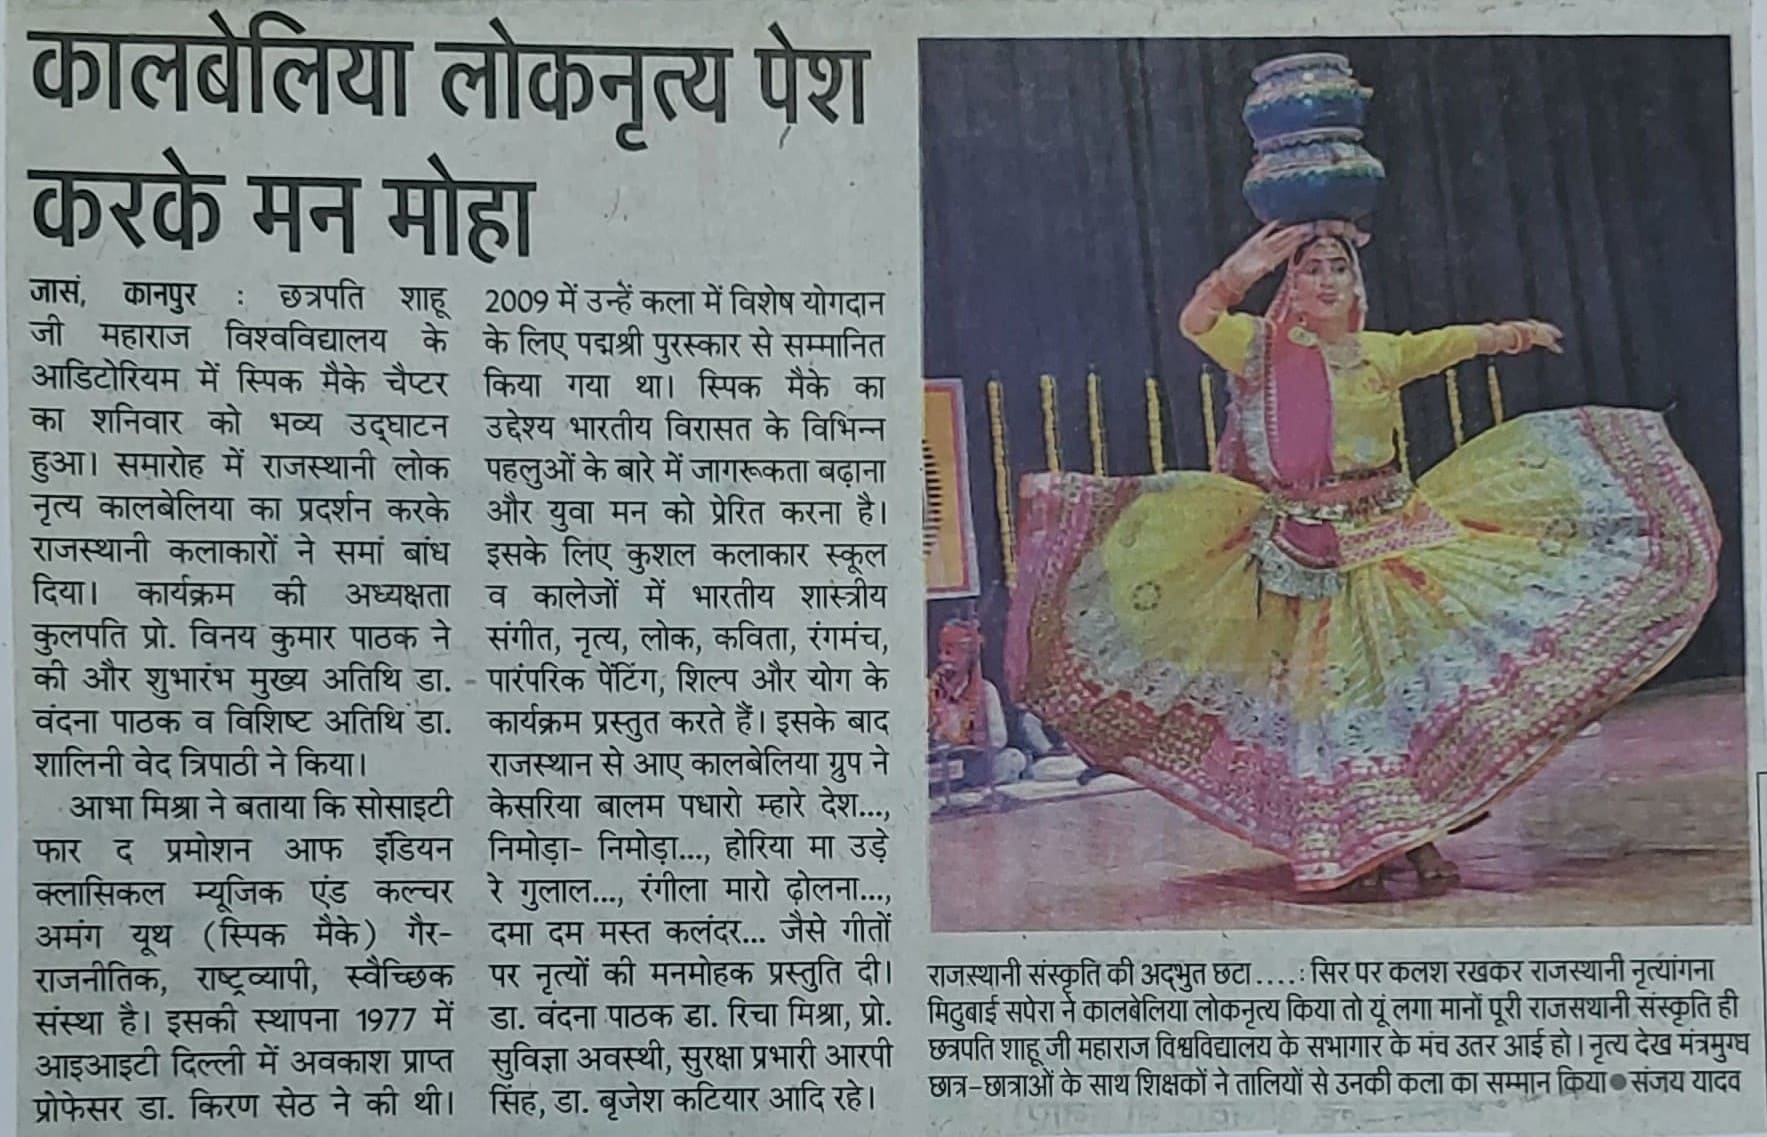 कालबेलिया लोकनृत्य पेश
करके मन मोहा
जासं, कानपुर : छत्रपति शाहू
जी महाराज विश्वविद्यालय के
आडिटोरियम में स्पिक मैके चैप्टर
का शनिवार को भव्य उद्घाटन
हुआ। समारोह में राजस्थानी लोक
नृत्य कालबेलिया का प्रदर्शन करके
राजस्थानी कलाकारों ने समां बांध
दिया। कार्यक्रम की अध्यक्षता
कुलपति प्रो. विनय कुमार पाठक ने
की और शुभारंभ मुख्य अतिथि डा.
वंदना पाठक व विशिष्ट अतिथि डा.
शालिनी वेद त्रिपाठी ने किया।
आभा मिश्रा ने बताया कि सोसाइटी
फार द प्रमोशन आफ इंडियन
क्लासिकल म्यूजिक एंड कल्चर
अमंग यूथ (स्पिक मैके) गैर-
राजनीतिक, राष्ट्रव्यापी, स्वैच्छिक
संस्था है। इसकी स्थापना 1977 में
आइआइटी दिल्ली में अवकाश प्राप्त
प्रोफेसर डा. किरण सेठ ने की थी।
2009 में उन्हें कला में विशेष योगदान
के लिए पद्मश्री पुरस्कार से सम्मानित
किया गया था। स्पिक मैके का
उद्देश्य भारतीय विरासत के विभिन्न
पहलुओं के बारे में जागरूकता बढ़ाना
और युवा मन को प्रेरित करना है।
इसके लिए कुशल कलाकार स्कूल
व कालेजों में भारतीय शास्त्रीय
संगीत, नृत्य, लोक, कविता, रंगमंच,
पारंपरिक पेंटिंग, शिल्प और योग के
कार्यक्रम प्रस्तुत करते हैं। इसके बाद
राजस्थान से आए कालबेलिया ग्रुप ने
केसरिया बालम पधारो म्हारे देश...,
निमोड़ा- निमोड़ा..., होरिया मा उड़े
रे गुलाल..., रंगीला मारो ढ़ोलना...,
दमा दम मस्त कलंदर... जैसे गीतों
पर नृत्यों की मनमोहक प्रस्तुति दी।
डा. वंदना पाठक डा. रिचा मिश्रा, प्रो.
सुविज्ञा अवस्थी, सुरक्षा प्रभारी आरपी
सिंह, डा. बृजेश कटियार आदि रहे।
राजस्थानी संस्कृति की अद्भुत छटा....: सिर पर कलश रखकर राजस्थानी नृत्यांगना
मिटुबाई सपेरा ने कालबेलिया लोकनृत्य किया तो यूं लगा मानों पूरी राजसथानी संस्कृति ही
छत्रपति शाहू जी महाराज विश्वविद्यालय के सभागार के मंच उतर आई हो। नृत्य देख मंत्रमुग्ध
छात्र-छात्राओं के साथ शिक्षकों ने तालियों से उनकी कला का सम्मान किया ● संजय यादव